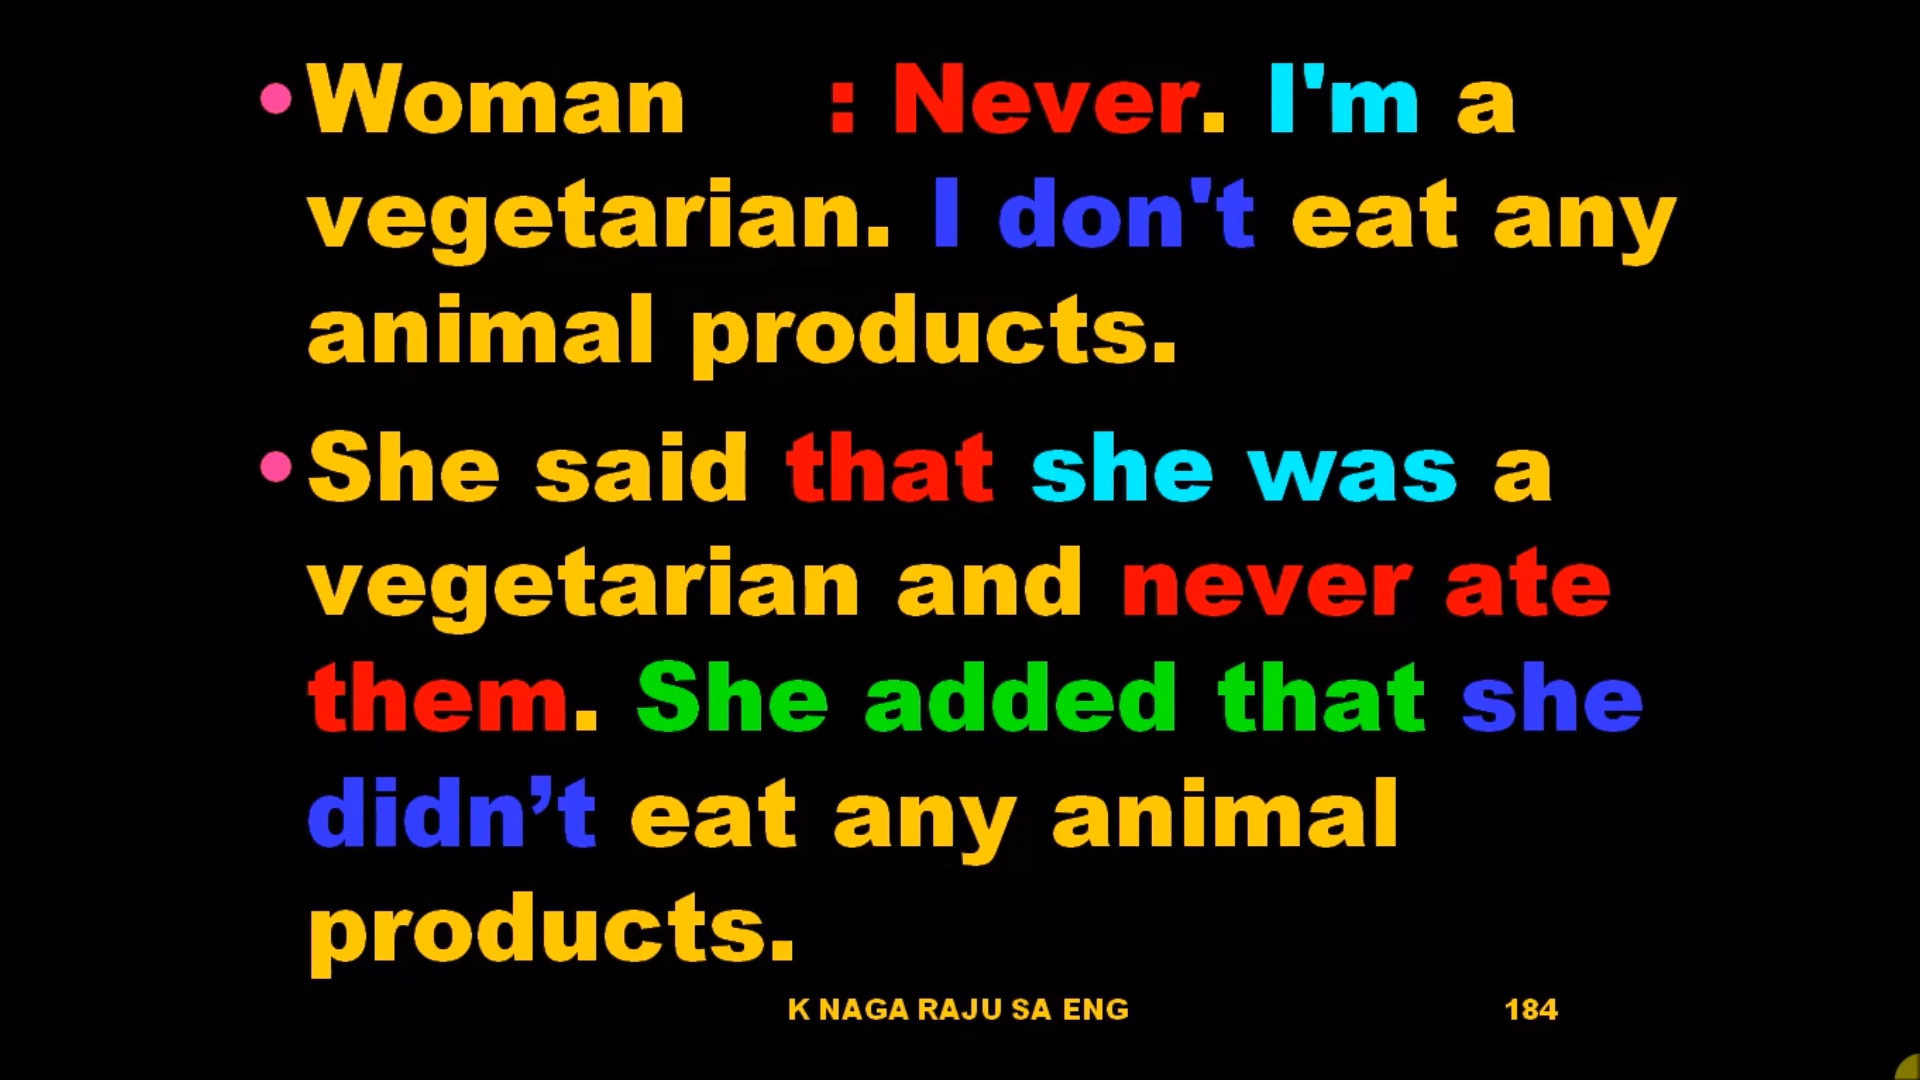 •Woman : Never. I'm a
vegetarian. I don't eat any
animal products.
•She said that she was a
vegetarian and never ate
them. She added that she
didn’t eat any animal
products.
K NAGA RAJU SA ENG 184